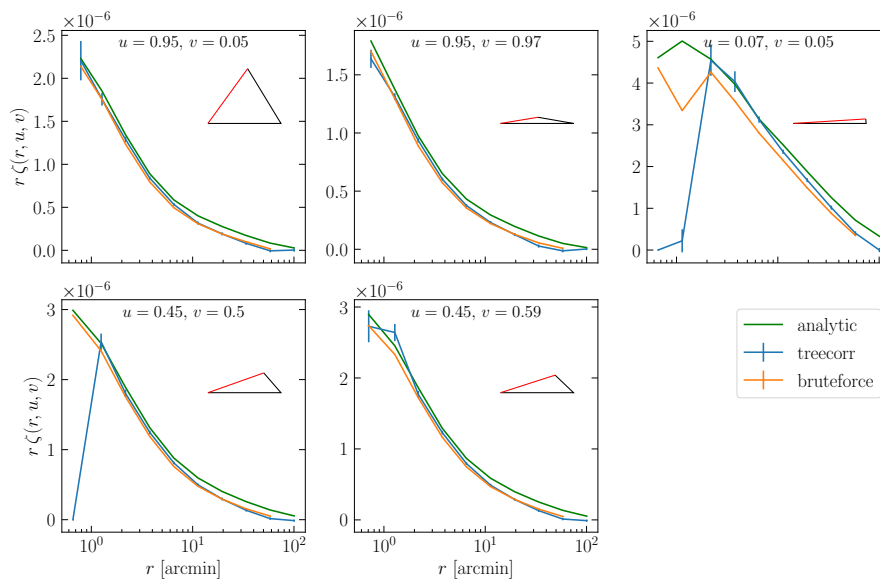 ×10⁻⁶ ×10⁻⁶ ×10⁻⁶
u = 0.95, v = 0.05 u = 0.95, v = 0.97 u = 0.07, v = 0.05
2.5
2.0
1.5
1.0
0.5
0.0
r ζ(r, u, v)
1.5
1.0
0.5
0.0
5
4
3
2
1
0
×10⁻⁶ ×10⁻⁶
u = 0.45, v = 0.5 u = 0.45, v = 0.59
3
2
1
0
r ζ(r, u, v)
3
2
1
0
analytic
treecorr
bruteforce
10⁰ 10¹ 10² 10⁰ 10¹ 10²
r [arcmin] r [arcmin]